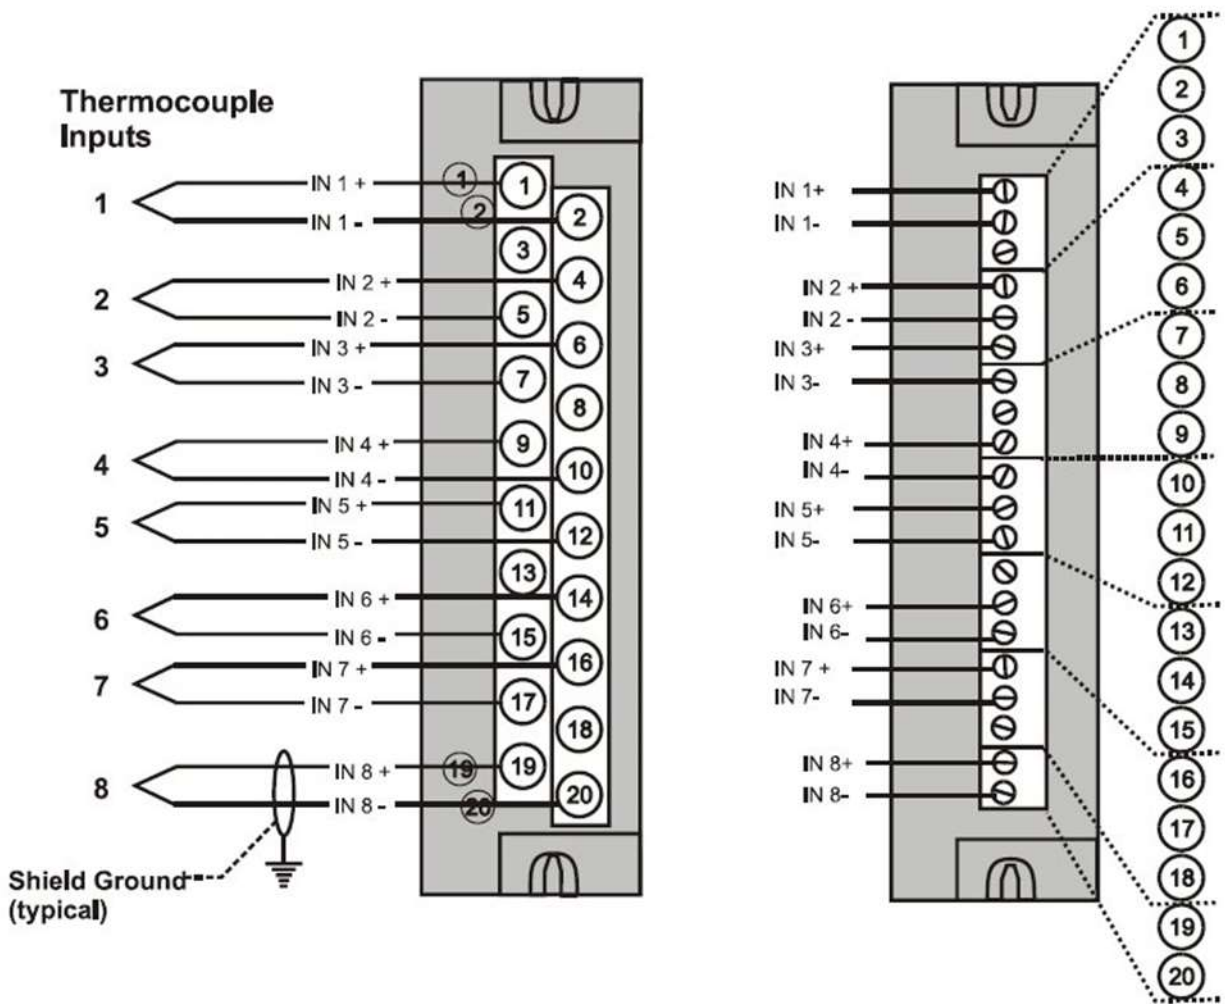 Thermocouple
Inputs
1
IN 1 +
IN 1 -
2
IN 2 +
IN 2 -
3
IN 3 +
IN 3 -
4
IN 4 +
IN 4 -
5
IN 5 +
IN 5 -
6
IN 6 +
IN 6 -
7
IN 7 +
IN 7 -
8
IN 8 +
IN 8 -
Shield Ground
(typical)
1
2
19
20
1
2
3
4
5
6
7
8
9
10
11
12
13
14
15
16
17
18
19
20
IN 1+
IN 1-
IN 2 +
IN 2 -
IN 3+
IN 3-
IN 4+
IN 4-
IN 5+
IN 5-
IN 6+
IN 6-
IN 7 +
IN 7-
IN 8+
IN 8-
1
2
3
4
5
6
7
8
9
10
11
12
13
14
15
16
17
18
19
20